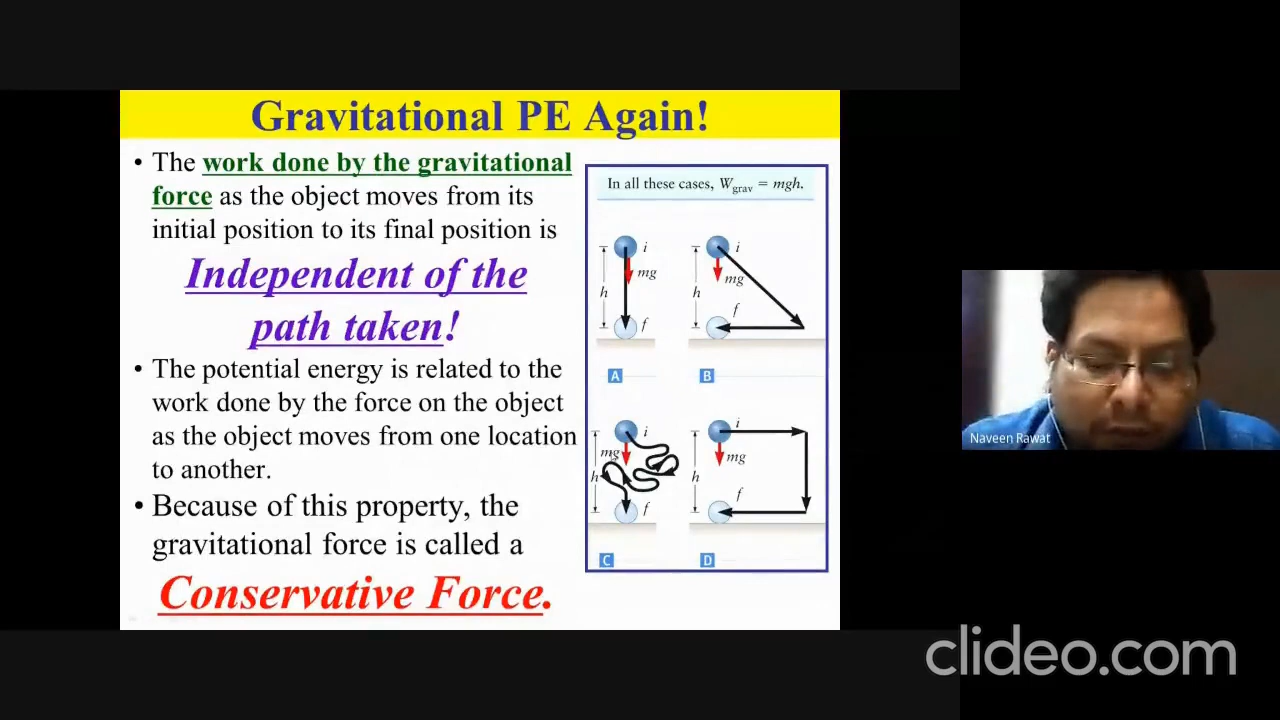 Gravitational PE Again!
• The work done by the gravitational
force as the object moves from its
initial position to its final position is
Independent of the
path taken!
• The potential energy is related to the
work done by the force on the object
as the object moves from one location
to another.
• Because of this property, the
gravitational force is called a
Conservative Force.
In all these cases, Wgrav = mgh.
i
mg
h
f
A
i
mg
h
f
B
i
mg
h
f
C
i
mg
h
f
D
Naveen Rawat
clideo.com